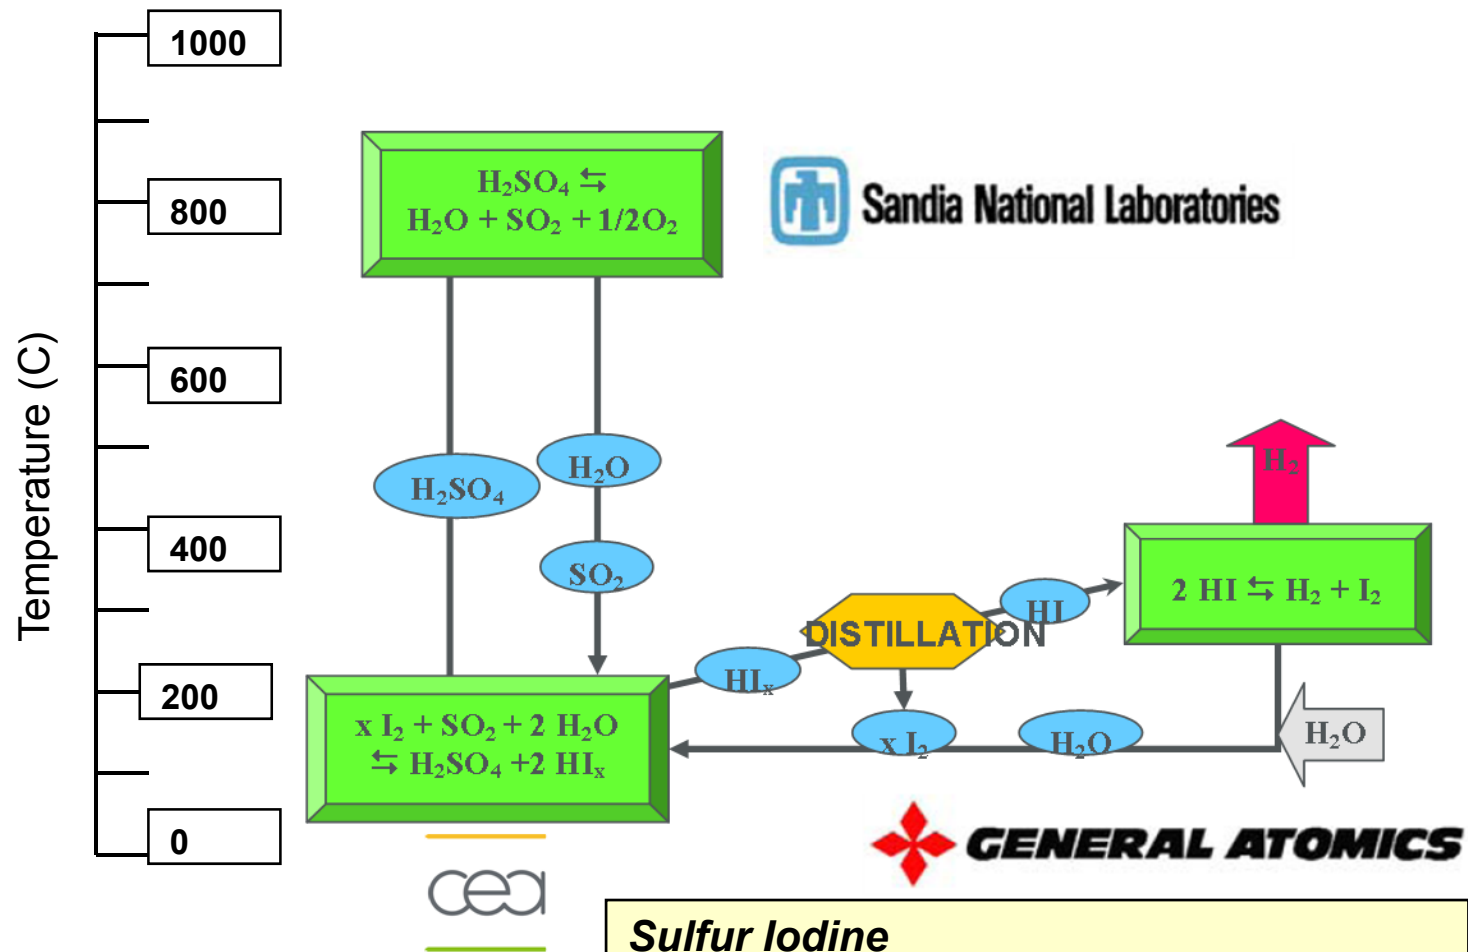 1000
800
600
400
200
0
Temperature (C)
H₂SO₄ ⇆
H₂O + SO₂ + 1/2O₂
Sandia National Laboratories
H₂SO₄
H₂O
SO₂
H₂
2 HI ⇆ H₂ + I₂
HI
DISTILLATION
HIₓ
x I₂ + SO₂ + 2 H₂O
⇆ H₂SO₄ +2 HIₓ
x I₂
H₂O
H₂O
GENERAL ATOMICS
cea
Sulfur Iodine